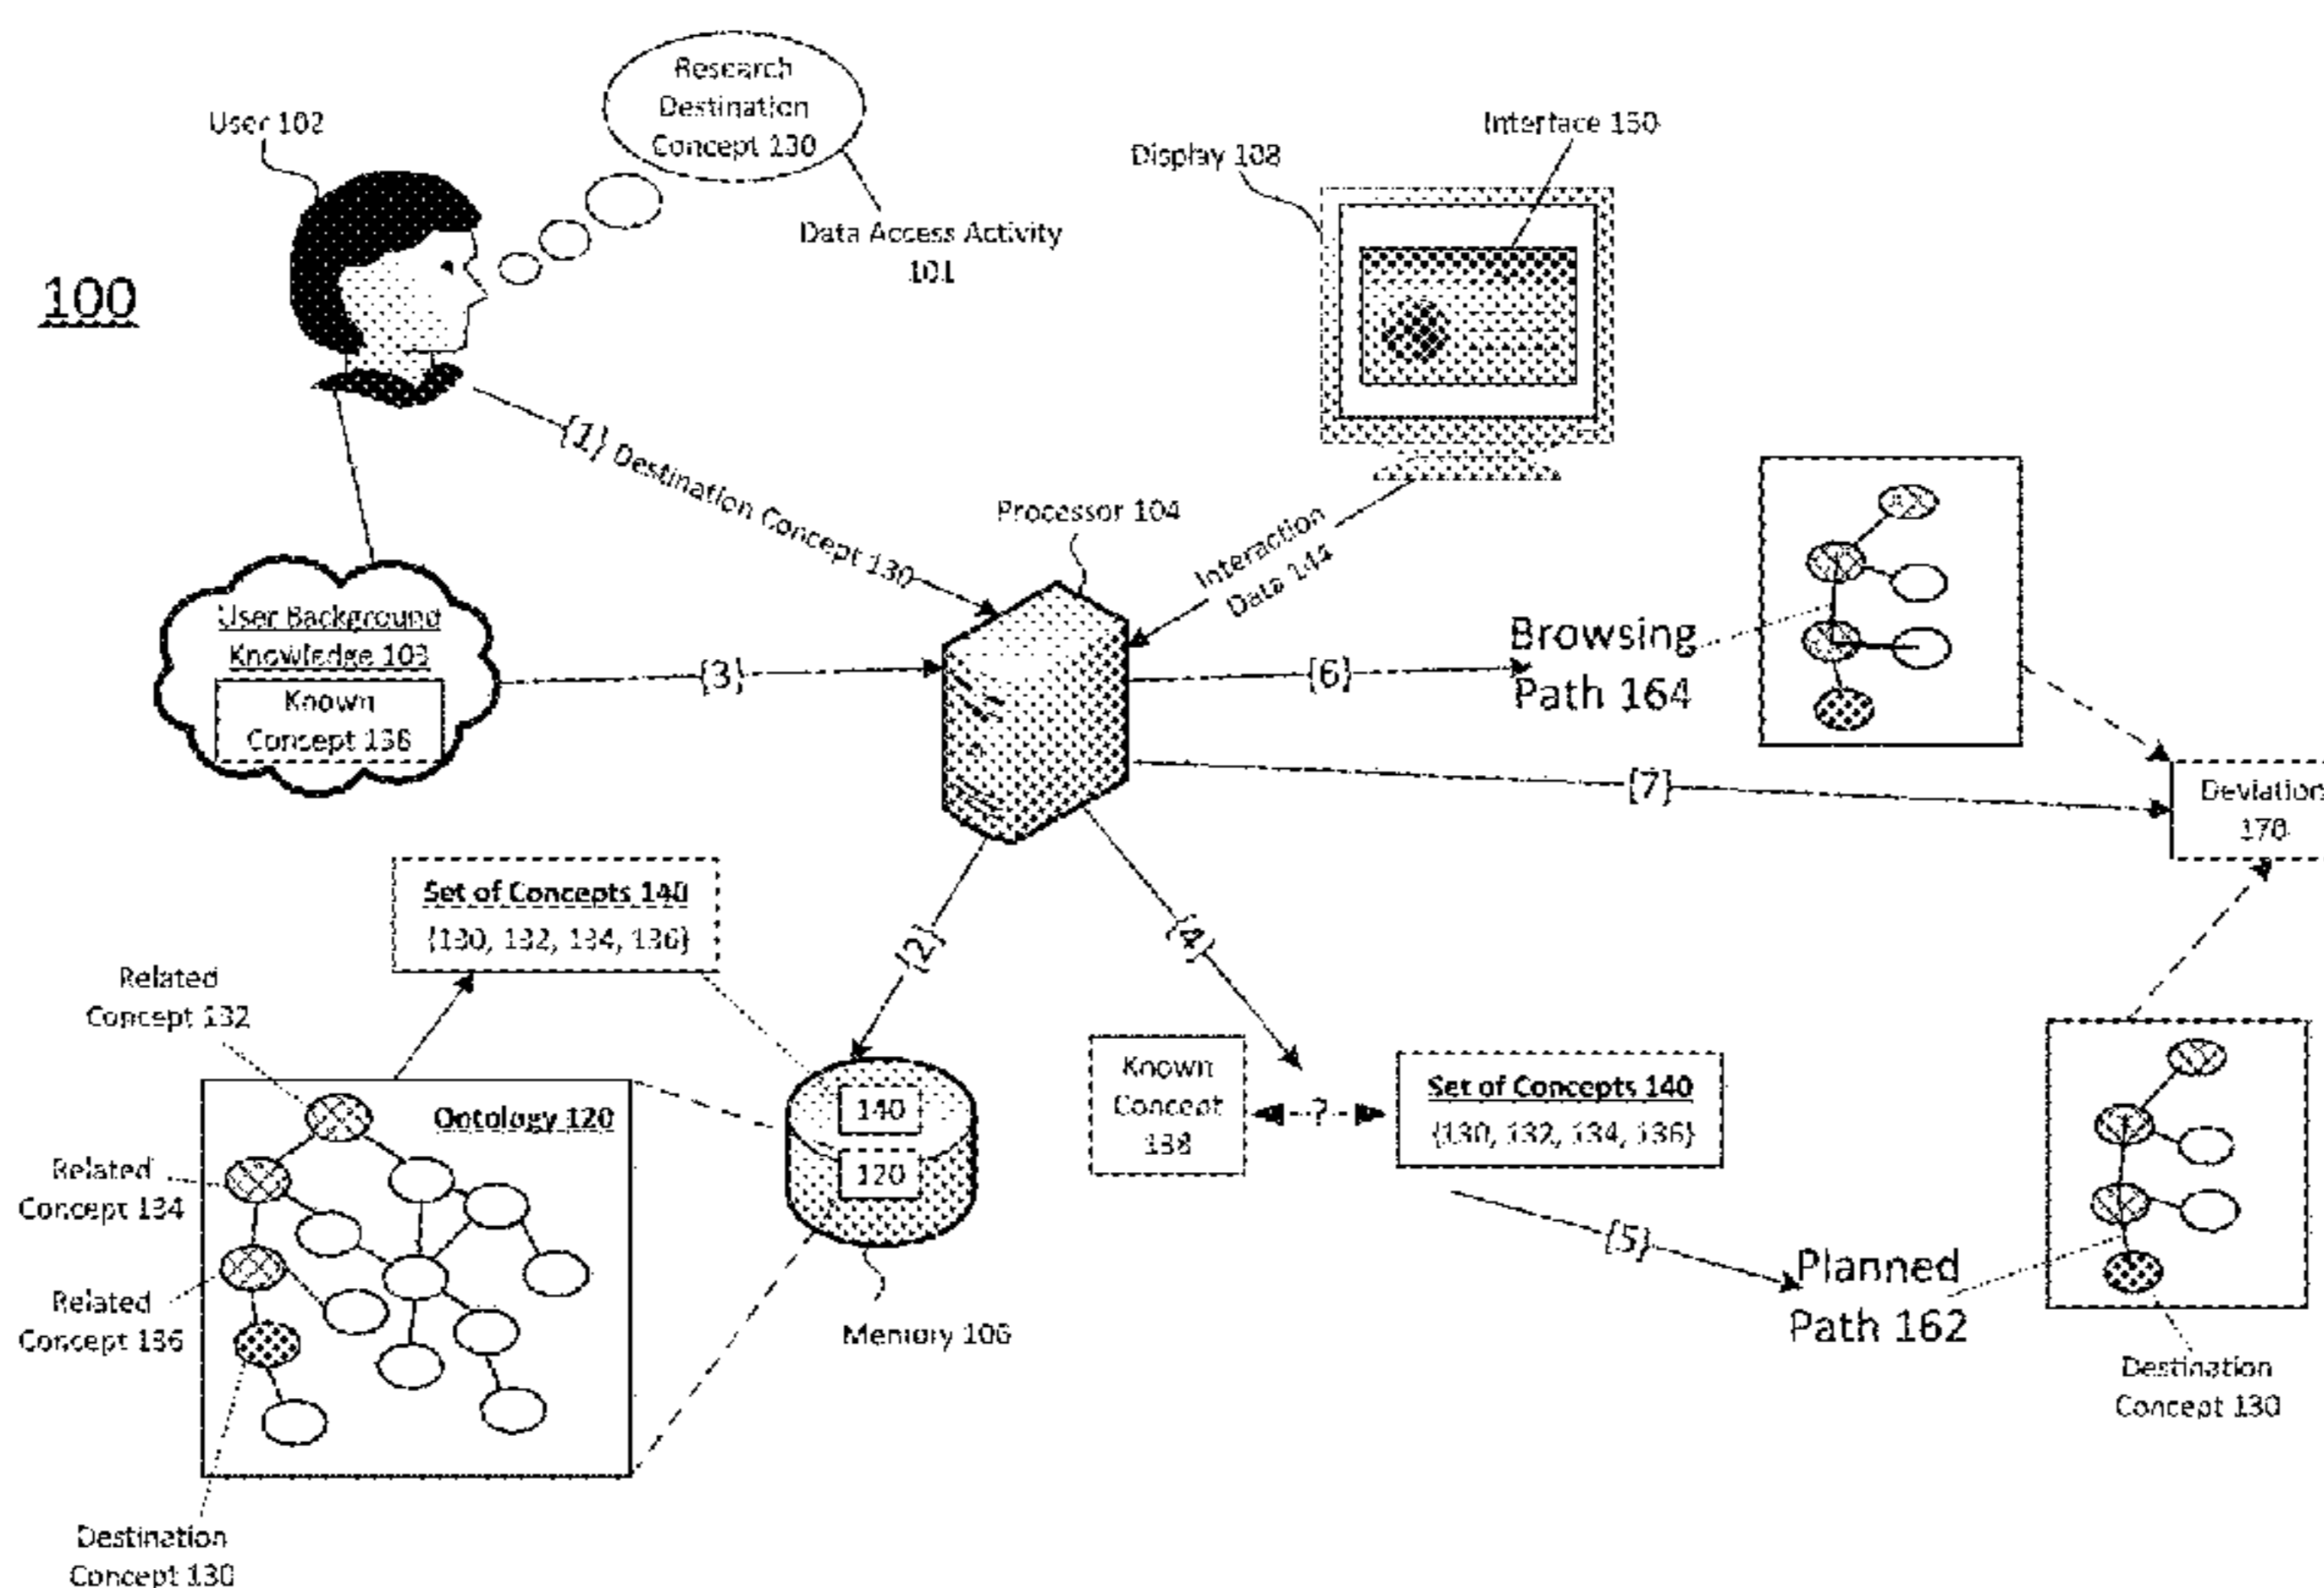 100
User 102
Research
Destination
Concept 130
Data Access Activity
101
Display 108
Interface 150
{1} Destination Concept 130
Processor 104
Interaction
Data 144
User Background
Knowledge 103
Known
Concept 138
{3}
{6}
Browsing
Path 164
{7}
Deviation
170
Set of Concepts 140
{130, 132, 134, 136}
{2}
{4}
Related
Concept 132
Related
Concept 134
Related
Concept 136
Ontology 120
Destination
Concept 130
140
120
Memory 106
Known
Concept
138
?
Set of Concepts 140
{130, 132, 134, 136}
{5}
Planned
Path 162
Destination
Concept 130